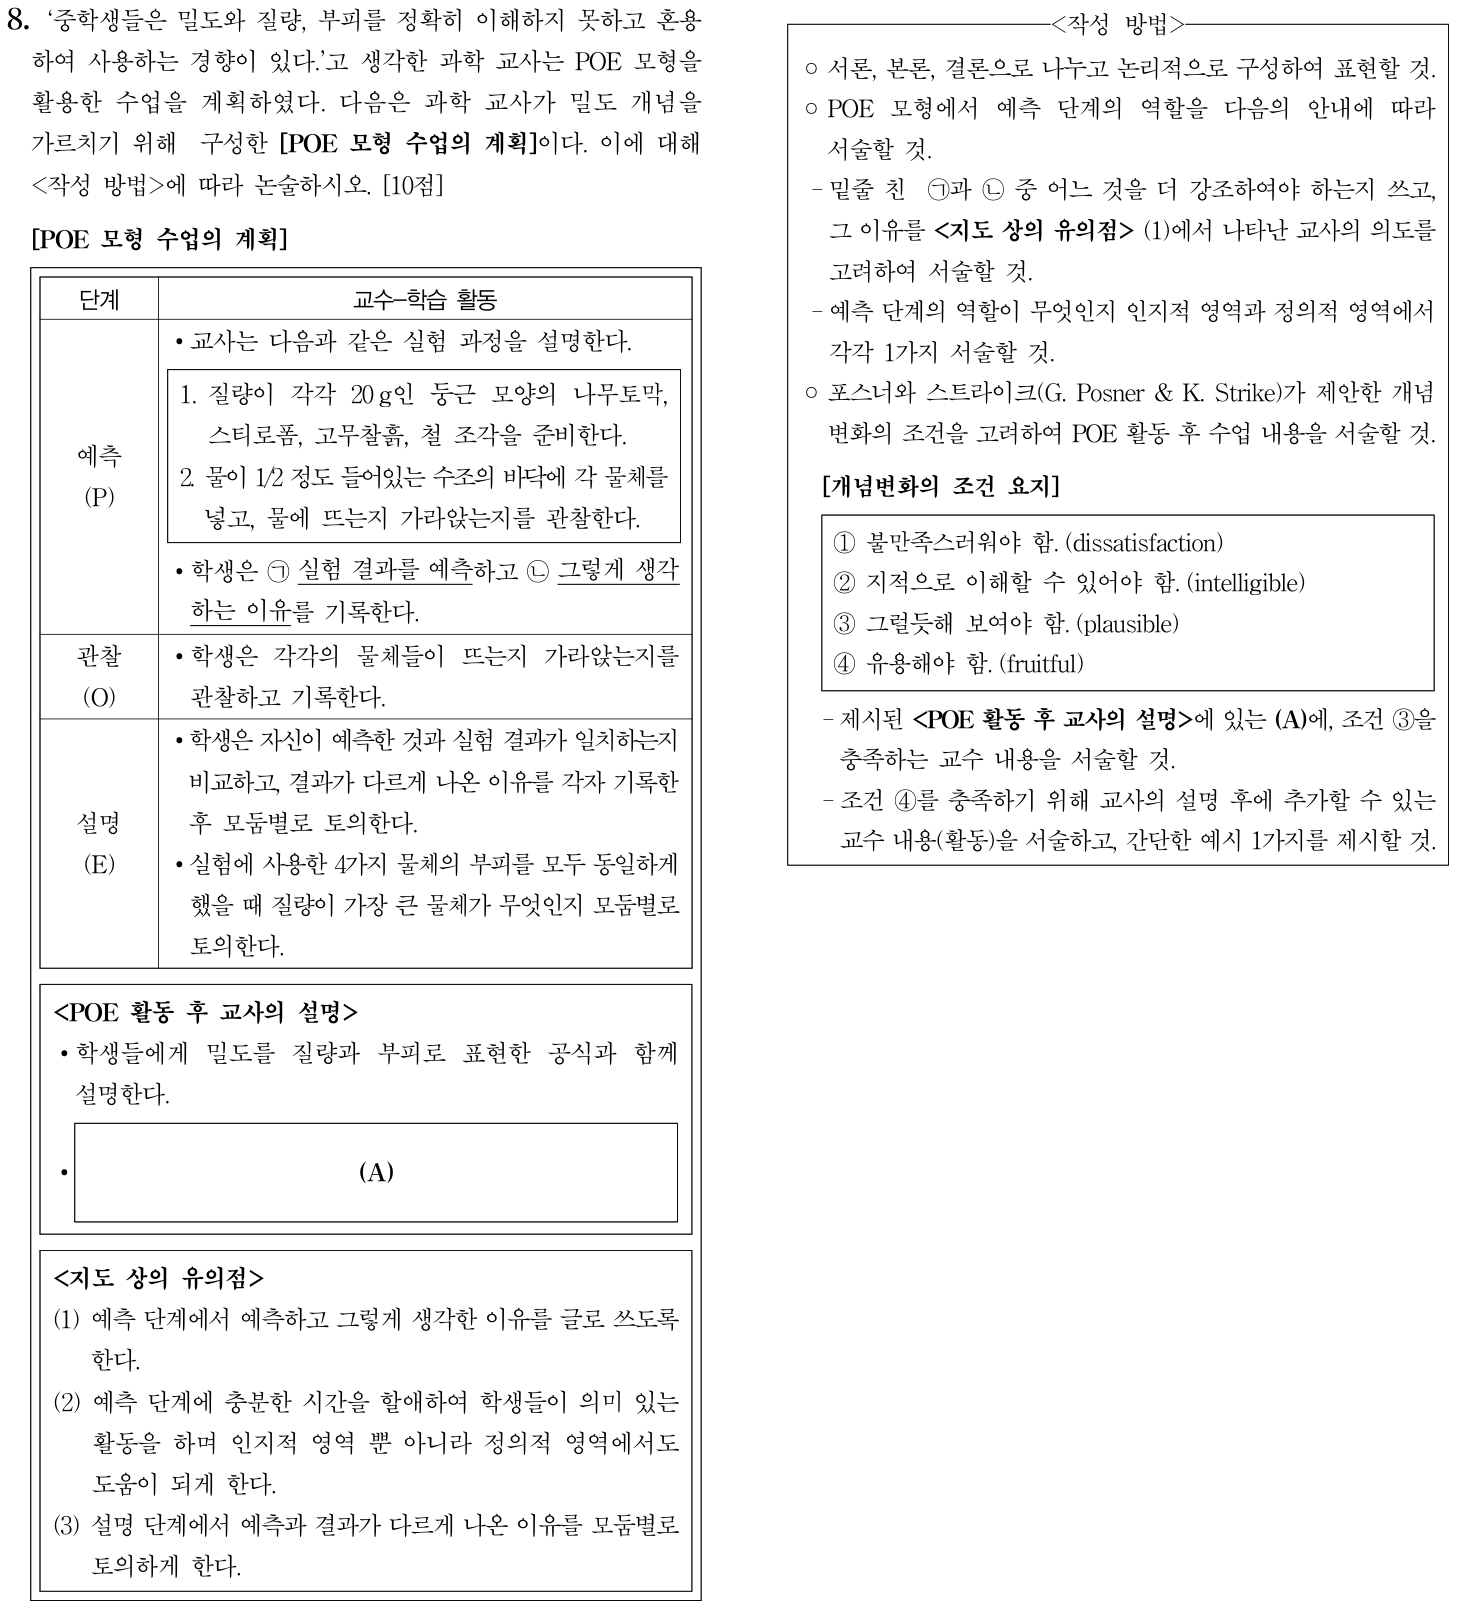 8. ‘중학생들은 밀도와 질량, 부피를 정확히 이해하지 못하고 혼용
하여 사용하는 경향이 있다.’고 생각한 과학 교사는 POE 모형을
활용한 수업을 계획하였다. 다음은 과학 교사가 밀도 개념을
가르치기 위해 구성한 [POE 모형 수업의 계획]이다. 이에 대해
<작성 방법>에 따라 논술하시오. [10점]
[POE 모형 수업의 계획]
단계 교수-학습 활동
예측
(P)
• 교사는 다음과 같은 실험 과정을 설명한다.
1. 질량이 각각 20 g인 둥근 모양의 나무토막,
스티로폼, 고무찰흙, 철 조각을 준비한다.
2. 물이 1/2 정도 들어있는 수조의 바닥에 각 물체를
넣고, 물에 뜨는지 가라앉는지를 관찰한다.
• 학생은 ㉠ 실험 결과를 예측하고 ㉡ 그렇게 생각
하는 이유를 기록한다.
관찰
(O)
• 학생은 각각의 물체들이 뜨는지 가라앉는지를
관찰하고 기록한다.
설명
(E)
• 학생은 자신이 예측한 것과 실험 결과가 일치하는지
비교하고, 결과가 다르게 나온 이유를 각자 기록한
후 모둠별로 토의한다.
• 실험에 사용한 4가지 물체의 부피를 모두 동일하게
했을 때 질량이 가장 큰 물체가 무엇인지 모둠별로
토의한다.
<POE 활동 후 교사의 설명>
• 학생들에게 밀도를 질량과 부피로 표현한 공식과 함께
설명한다.
• (A)
<지도 상의 유의점>
(1) 예측 단계에서 예측하고 그렇게 생각한 이유를 글로 쓰도록
한다.
(2) 예측 단계에 충분한 시간을 할애하여 학생들이 의미 있는
활동을 하며 인지적 영역 뿐 아니라 정의적 영역에서도
도움이 되게 한다.
(3) 설명 단계에서 예측과 결과가 다르게 나온 이유를 모둠별로
토의하게 한다.
<작성 방법>
○ 서론, 본론, 결론으로 나누고 논리적으로 구성하여 표현할 것.
○ POE 모형에서 예측 단계의 역할을 다음의 안내에 따라
서술할 것.
- 밑줄 친 ㉠과 ㉡ 중 어느 것을 더 강조하여야 하는지 쓰고,
그 이유를 <지도 상의 유의점> (1)에서 나타난 교사의 의도를
고려하여 서술할 것.
- 예측 단계의 역할이 무엇인지 인지적 영역과 정의적 영역에서
각각 1가지 서술할 것.
○ 포스너와 스트라이크(G. Posner & K. Strike)가 제안한 개념
변화의 조건을 고려하여 POE 활동 후 수업 내용을 서술할 것.
[개념변화의 조건 요지]
① 불만족스러워야 함. (dissatisfaction)
② 지적으로 이해할 수 있어야 함. (intelligible)
③ 그럴듯해 보여야 함. (plausible)
④ 유용해야 함. (fruitful)
- 제시된 <POE 활동 후 교사의 설명>에 있는 (A)에, 조건 ③을
충족하는 교수 내용을 서술할 것.
- 조건 ④를 충족하기 위해 교사의 설명 후에 추가할 수 있는
교수 내용(활동)을 서술하고, 간단한 예시 1가지를 제시할 것.